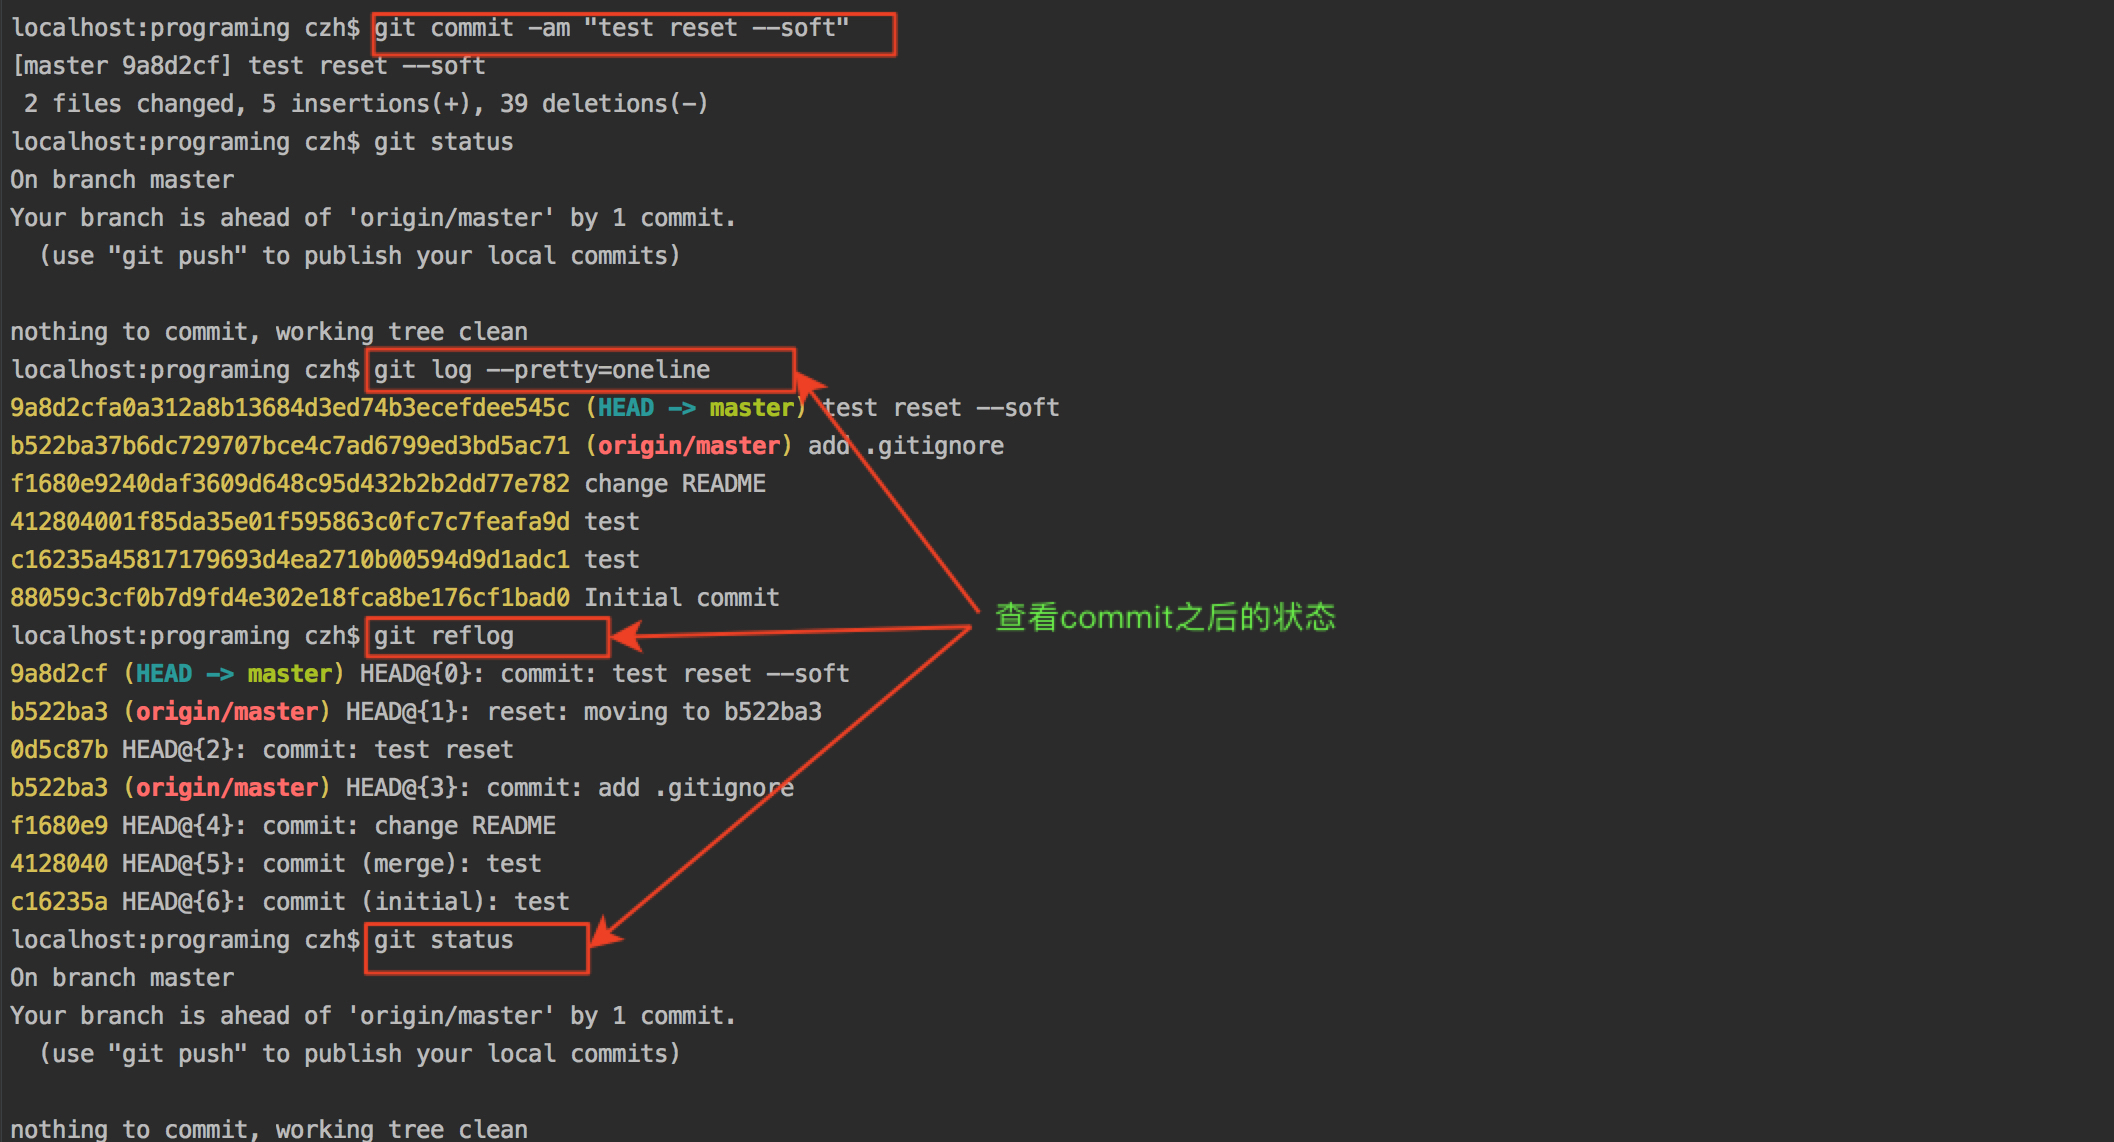 localhost:programing czh$ git commit -am "test reset --soft"
[master 9a8d2cf] test reset --soft
 2 files changed, 5 insertions(+), 39 deletions(-)
localhost:programing czh$ git status
On branch master
Your branch is ahead of 'origin/master' by 1 commit.
  (use "git push" to publish your local commits)
nothing to commit, working tree clean
localhost:programing czh$ git log --pretty=oneline
9a8d2cfa0a312a8b13684d3ed74b3ecefdee545c (HEAD -> master) test reset --soft
b522ba37b6dc729707bce4c7ad6799ed3bd5ac71 (origin/master) add .gitignore
f1680e9240daf3609d648c95d432b2b2dd77e782 change README
412804001f85da35e01f595863c0fc7c7feafa9d test
c16235a45817179693d4ea2710b00594d9d1adc1 test
88059c3cf0b7d9fd4e302e18fca8be176cf1bad0 Initial commit
查看commit之后的状态
localhost:programing czh$ git reflog
9a8d2cf (HEAD -> master) HEAD@{0}: commit: test reset --soft
b522ba3 (origin/master) HEAD@{1}: reset: moving to b522ba3
0d5c87b HEAD@{2}: commit: test reset
b522ba3 (origin/master) HEAD@{3}: commit: add .gitignore
f1680e9 HEAD@{4}: commit: change README
4128040 HEAD@{5}: commit (merge): test
c16235a HEAD@{6}: commit (initial): test
localhost:programing czh$ git status
On branch master
Your branch is ahead of 'origin/master' by 1 commit.
  (use "git push" to publish your local commits)
nothing to commit, working tree clean